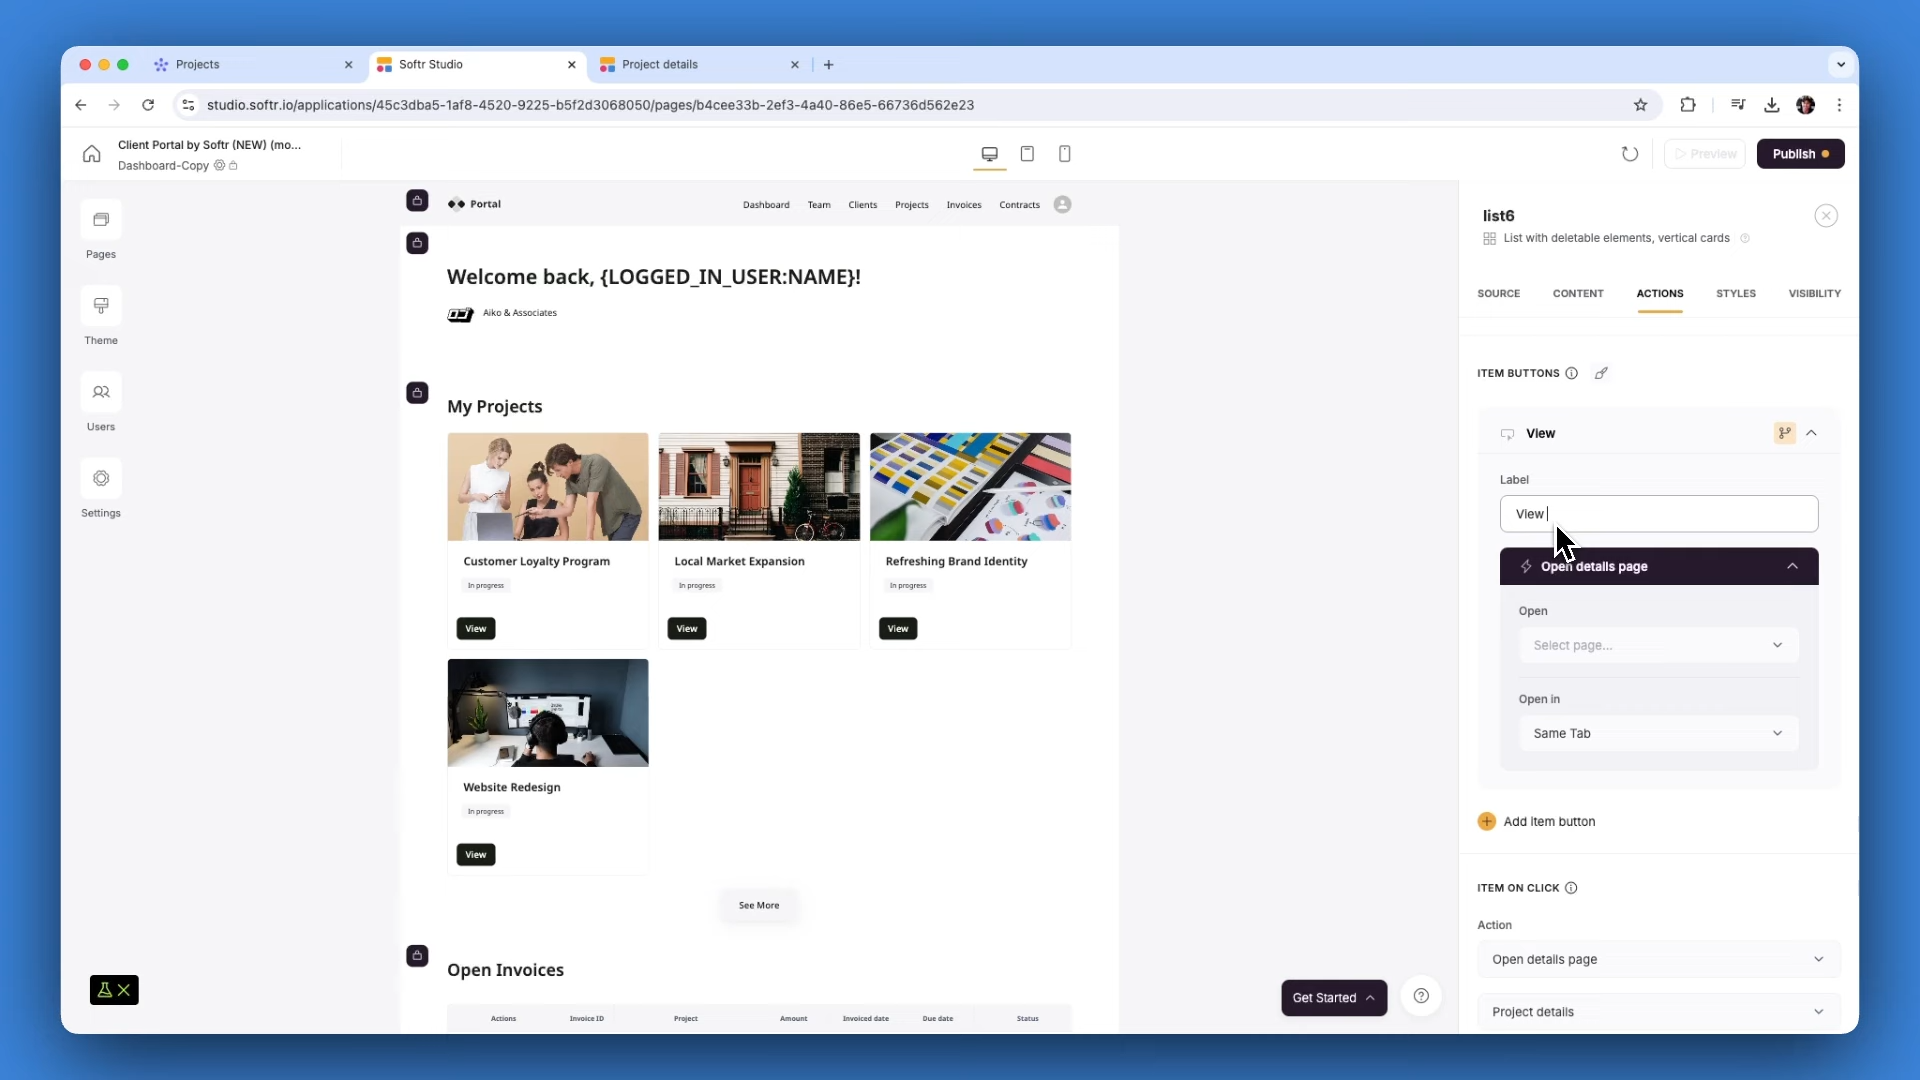 Projects
Softr Studio
Project details
studio.softr.io/applications/45c3dba5-1af8-4520-9225-b5f2d3068050/pages/b4cee33b-2ef3-4a40-86e5-66736d562e23
Client Portal by Softr (NEW) (mo...
Dashboard-Copy
Preview
Publish
Pages
Theme
Users
Settings
Portal
Dashboard Team Clients Projects Invoices Contracts
Welcome back, {LOGGED_IN_USER:NAME}!
Aiko & Associates
My Projects
Customer Loyalty Program
In progress
View
Local Market Expansion
In progress
View
Refreshing Brand Identity
In progress
View
Website Redesign
In progress
View
See More
Open Invoices
Actions Invoice ID Project Amount Invoiced date Due date Status
Get Started
list6
List with deletable elements, vertical cards
SOURCE CONTENT ACTIONS STYLES VISIBILITY
ITEM BUTTONS
View
Label
View
Open details page
Open
Select page...
Open in
Same Tab
Add item button
ITEM ON CLICK
Action
Open details page
Project details